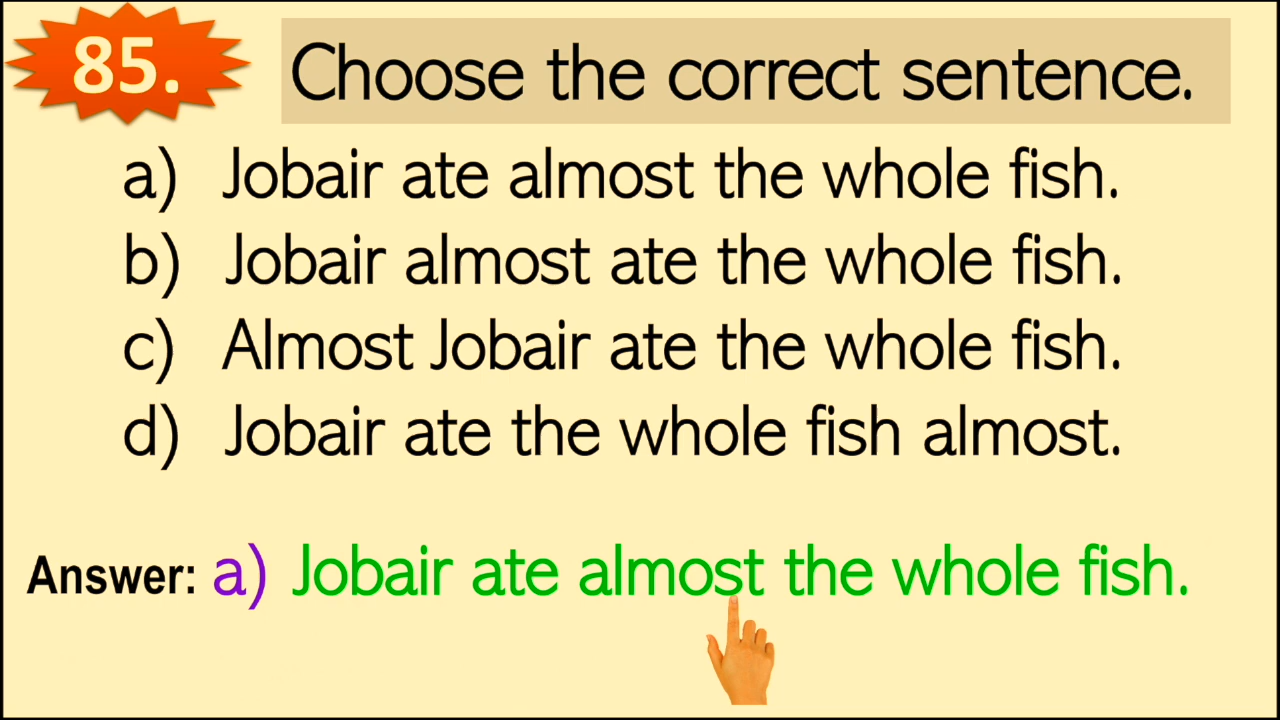 85. Choose the correct sentence.
a) Jobair ate almost the whole fish.
b) Jobair almost ate the whole fish.
c) Almost Jobair ate the whole fish.
d) Jobair ate the whole fish almost.
Answer: a) Jobair ate almost the whole fish.